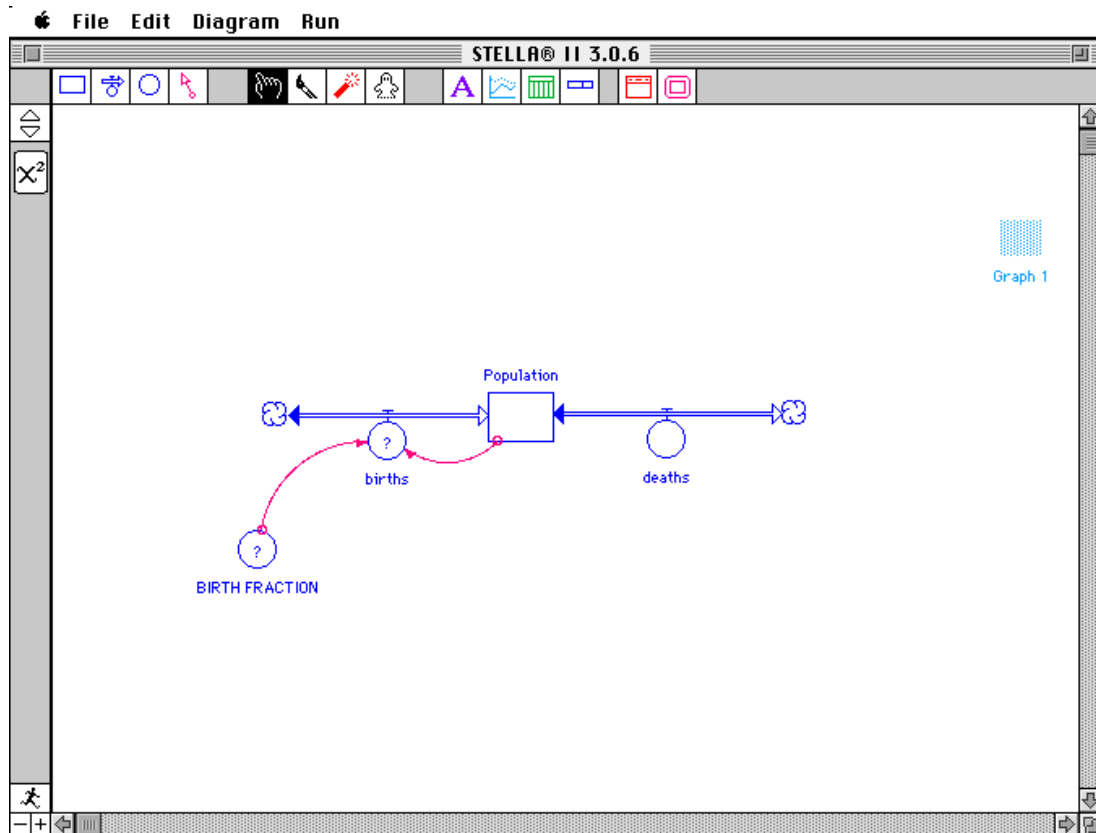 File Edit Diagram Run
STELLA® II 3.0.6
A
X²
Graph 1
Population
?
births
deaths
?
BIRTH FRACTION